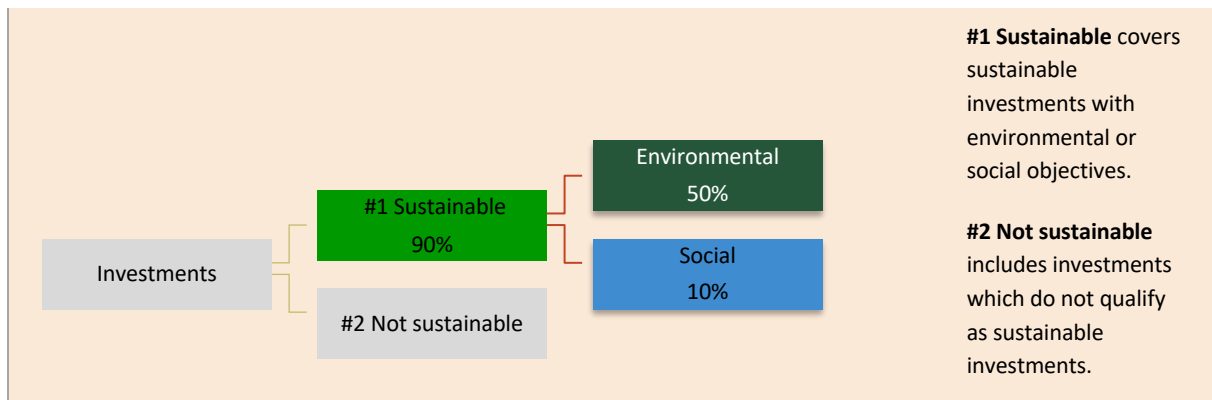 Investments
#1 Sustainable
90%
#2 Not sustainable
Environmental
50%
Social
10%
#1 Sustainable covers
sustainable
investments with
environmental or
social objectives.
#2 Not sustainable
includes investments
which do not qualify
as sustainable
investments.